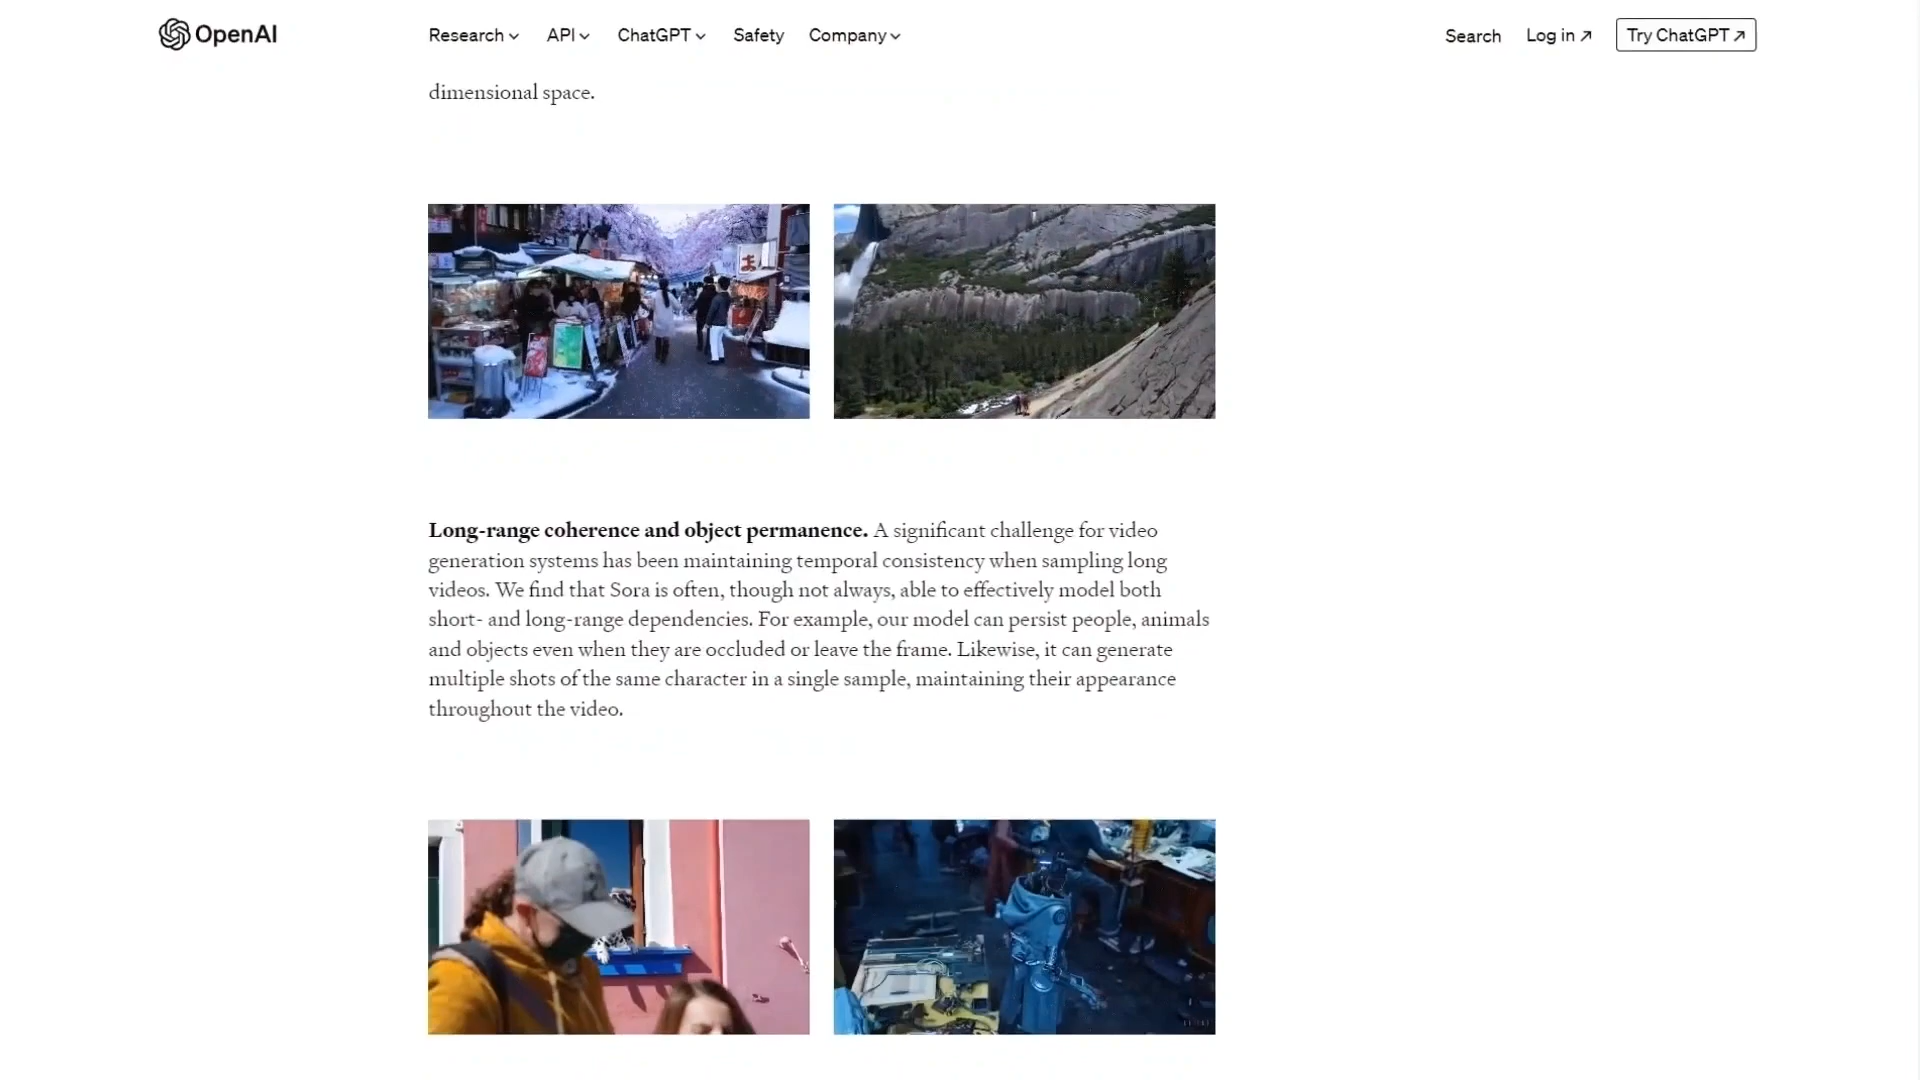 OpenAI
Research
API
ChatGPT
Safety
Company
Search
Log in ↗
Try ChatGPT ↗
dimensional space.
Long-range coherence and object permanence. A significant challenge for video
generation systems has been maintaining temporal consistency when sampling long
videos. We find that Sora is often, though not always, able to effectively model both
short- and long-range dependencies. For example, our model can persist people, animals
and objects even when they are occluded or leave the frame. Likewise, it can generate
multiple shots of the same character in a single sample, maintaining their appearance
throughout the video.